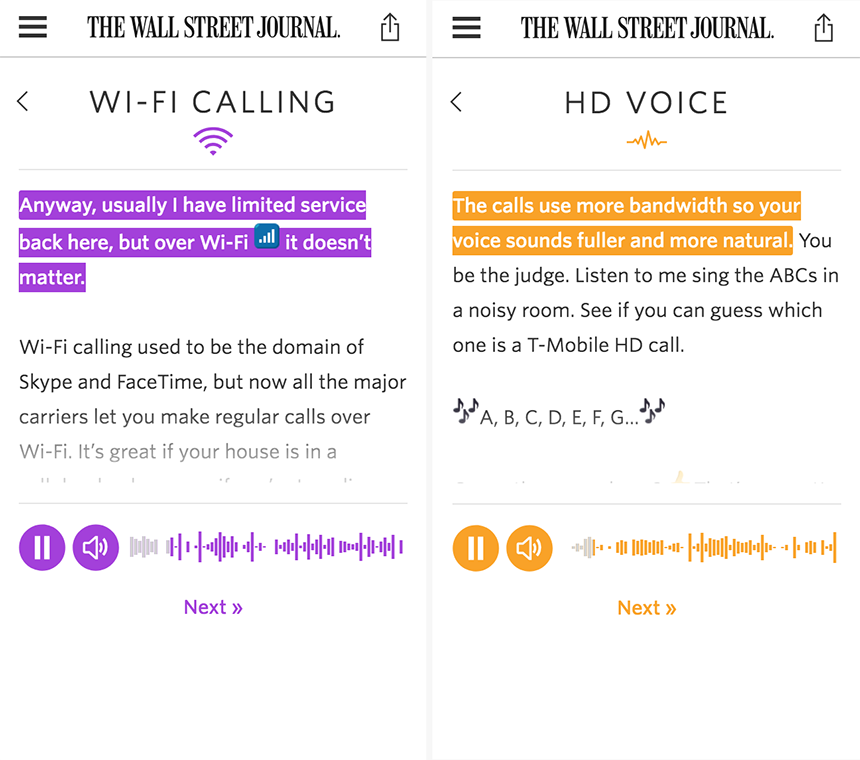 THE WALL STREET JOURNAL.
WI-FI CALLING
Anyway, usually I have limited service
back here, but over Wi-Fi 📶 it doesn’t
matter.
Wi-Fi calling used to be the domain of
Skype and FaceTime, but now all the major
carriers let you make regular calls over
Wi-Fi. It’s great if your house is in a
Next »
THE WALL STREET JOURNAL.
HD VOICE
The calls use more bandwidth so your
voice sounds fuller and more natural. You
be the judge. Listen to me sing the ABCs in
a noisy room. See if you can guess which
one is a T-Mobile HD call.
🎶A, B, C, D, E, F, G...🎶
Next »